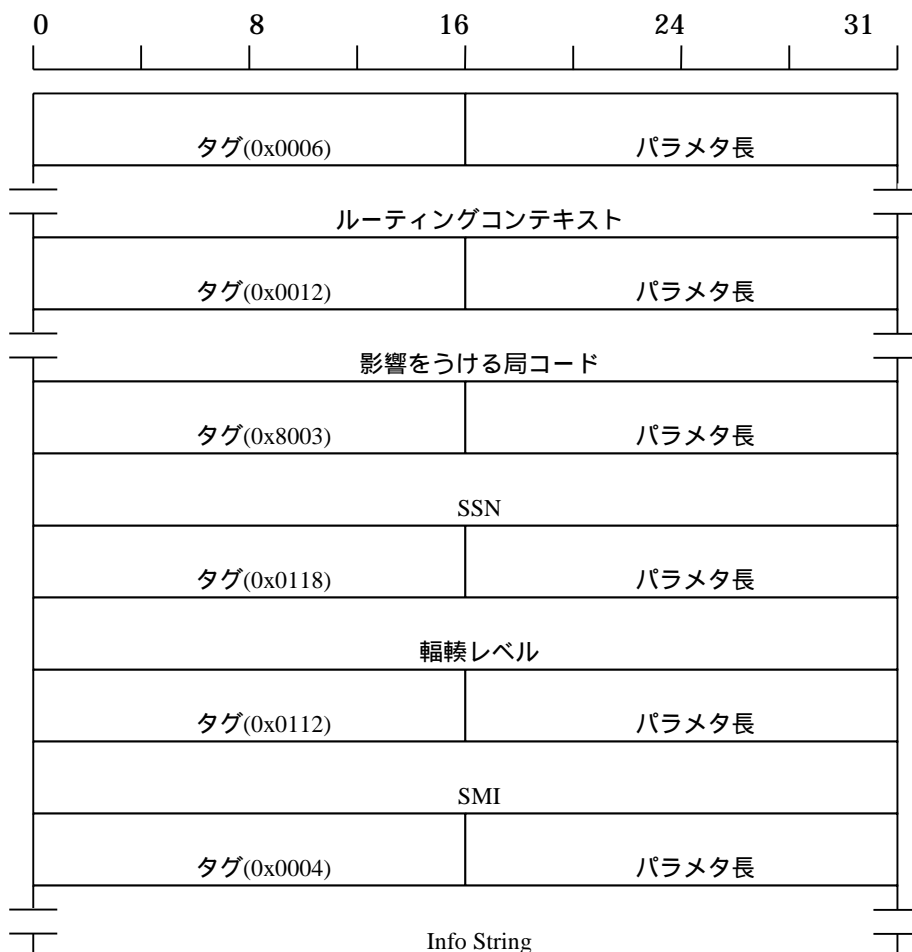 0 8 16 24 31
タグ(0x0006) パラメタ長
ルーティングコンテキスト
タグ(0x0012) パラメタ長
影響をうける局コード
タグ(0x8003) パラメタ長
SSN
タグ(0x0118) パラメタ長
輻輳レベル
タグ(0x0112) パラメタ長
SMI
タグ(0x0004) パラメタ長
Info String